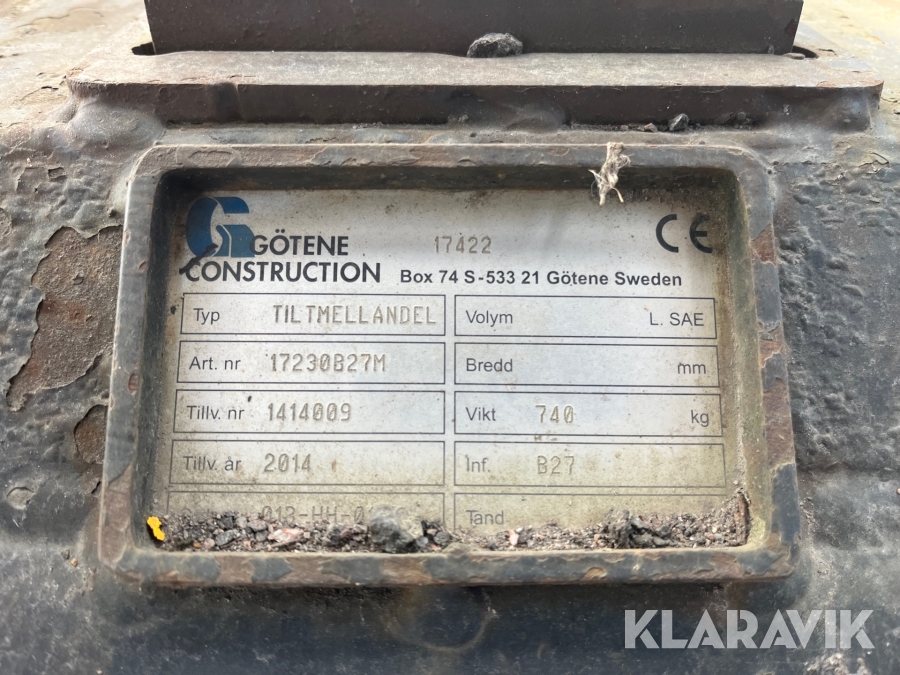 GÖTENE 17422 CE
CONSTRUCTION Box 74 S-533 21 Götene Sweden
Typ TILTMELLANDEL Volym L. SAE
Art. nr 17230B27M Bredd mm
Tillv. nr 1414009 Vikt 740 kg
Tillv. år 2014 Inf. B27
Tand
KLARAVIK